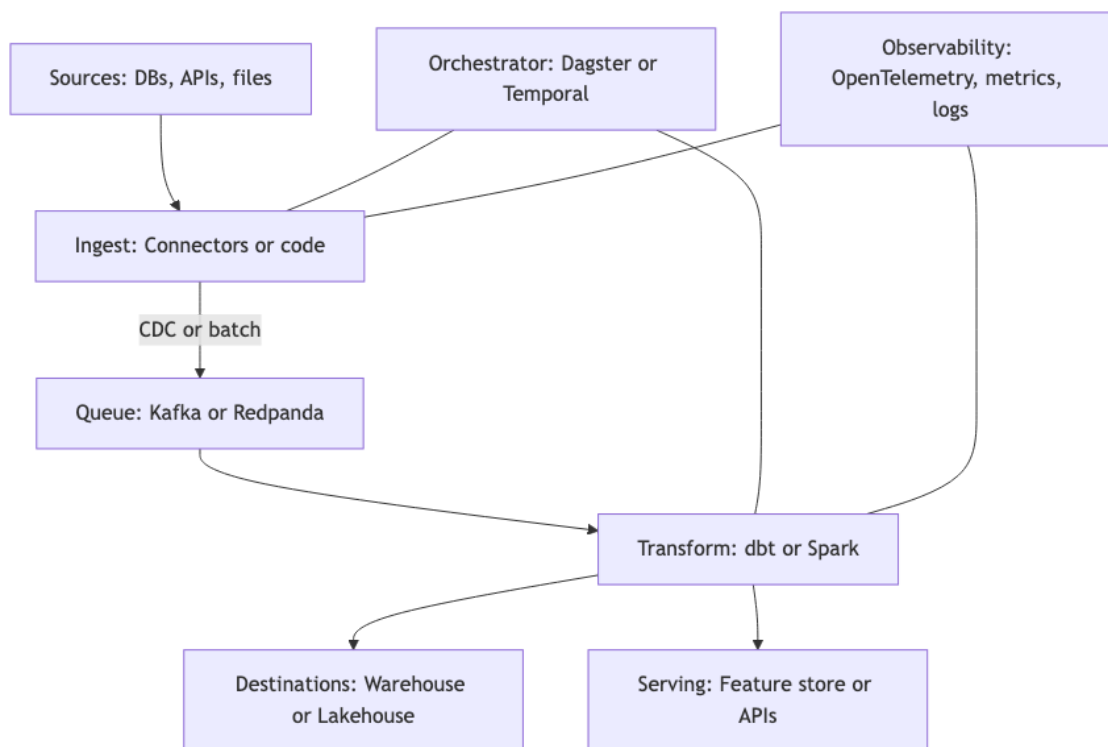 Sources: DBs, APIs, files
Orchestrator: Dagster or
Temporal
Observability:
OpenTelemetry, metrics,
logs
Ingest: Connectors or code
CDC or batch
Queue: Kafka or Redpanda
Transform: dbt or Spark
Destinations: Warehouse
or Lakehouse
Serving: Feature store or
APIs